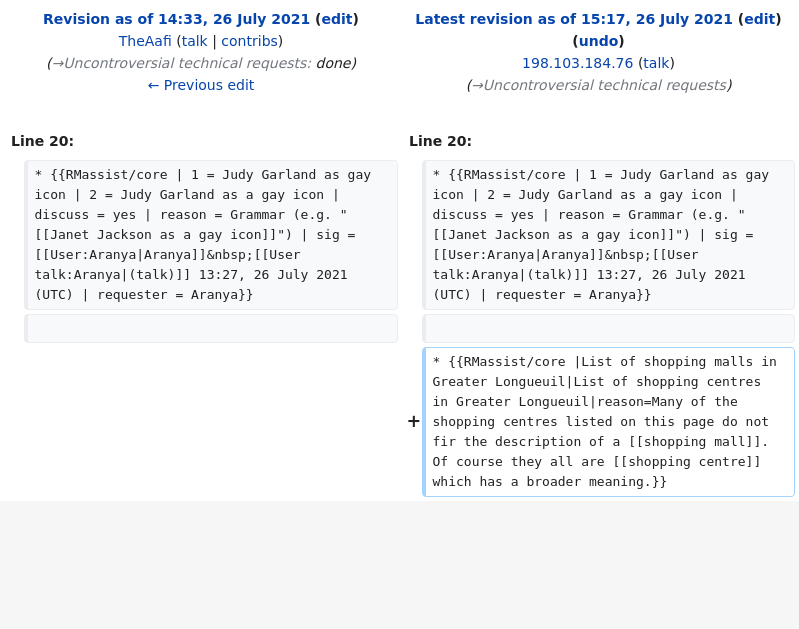 Revision as of 14:33, 26 July 2021 (edit)
TheAafi (talk | contribs)
(→Uncontroversial technical requests: done)
← Previous edit
Latest revision as of 15:17, 26 July 2021 (edit)
(undo)
198.103.184.76 (talk)
(→Uncontroversial technical requests)
Line 20:
Line 20:
* {{RMassist/core | 1 = Judy Garland as gay
icon | 2 = Judy Garland as a gay icon |
discuss = yes | reason = Grammar (e.g. "
[[Janet Jackson as a gay icon]]") | sig =
[[User:Aranya|Aranya]]&nbsp;[[User
talk:Aranya|(talk)]] 13:27, 26 July 2021
(UTC) | requester = Aranya}}
* {{RMassist/core | 1 = Judy Garland as gay
icon | 2 = Judy Garland as a gay icon |
discuss = yes | reason = Grammar (e.g. "
[[Janet Jackson as a gay icon]]") | sig =
[[User:Aranya|Aranya]]&nbsp;[[User
talk:Aranya|(talk)]] 13:27, 26 July 2021
(UTC) | requester = Aranya}}
+
* {{RMassist/core |List of shopping malls in
Greater Longueuil|List of shopping centres
in Greater Longueuil|reason=Many of the
shopping centres listed on this page do not
fir the description of a [[shopping mall]].
Of course they all are [[shopping centre]]
which has a broader meaning.}}